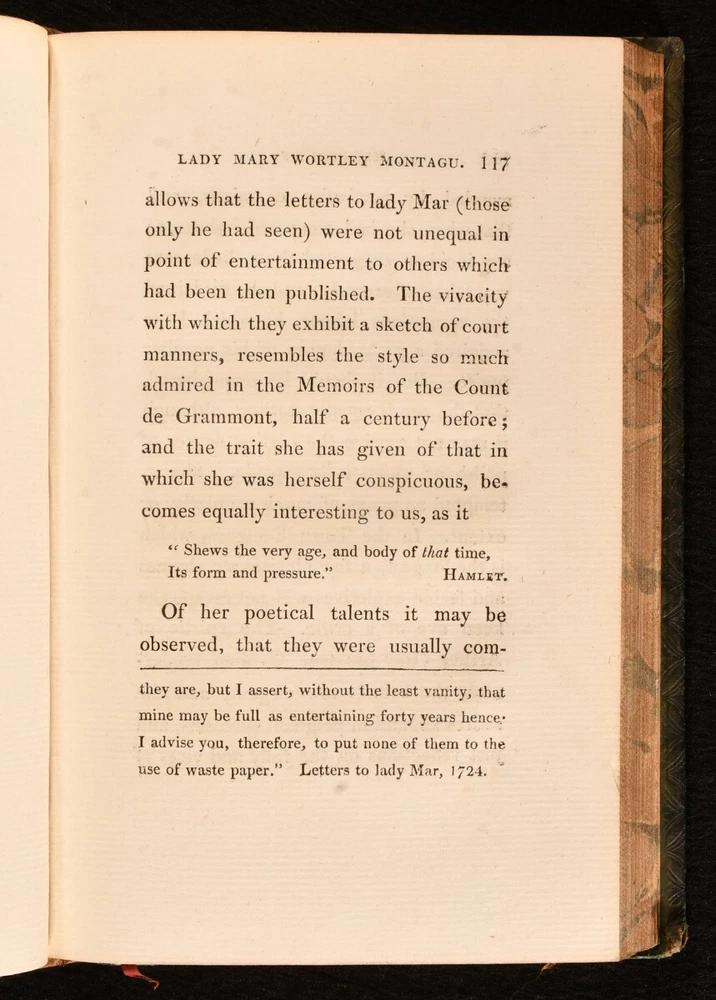 LADY MARY WORTLEY MONTAGU. 117
allows that the letters to lady Mar (those
only he had seen) were not unequal in
point of entertainment to others which
had been then published. The vivacity
with which they exhibit a sketch of court
manners, resembles the style so much
admired in the Memoirs of the Count
de Grammont, half a century before;
and the trait she has given of that in
which she was herself conspicuous, be-
comes equally interesting to us, as it
“ Shews the very age, and body of that time,
Its form and pressure.” HAMLET.
Of her poetical talents it may be
observed, that they were usually com-
they are, but I assert, without the least vanity, that
mine may be full as entertaining forty years hence.
I advise you, therefore, to put none of them to the
use of waste paper.” Letters to lady Mar, 1724.